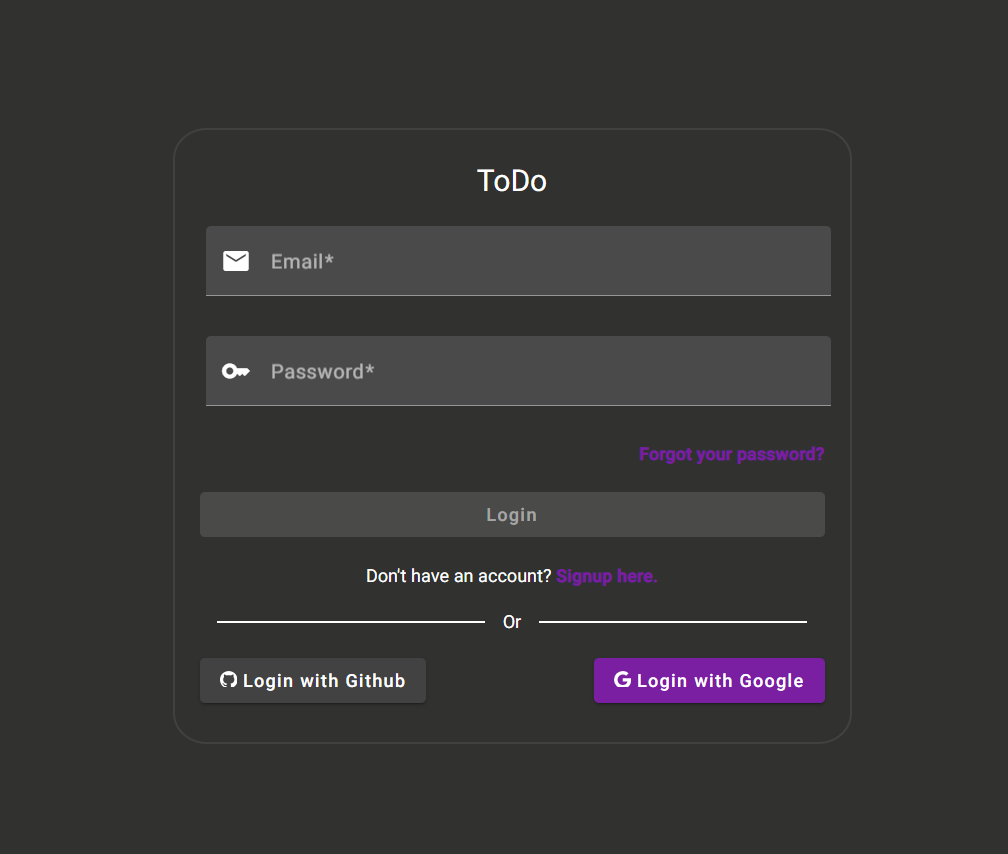 ToDo
Email*
Password*
Forgot your password?
Login
Don't have an account? Signup here.
Or
Login with Github
Login with Google